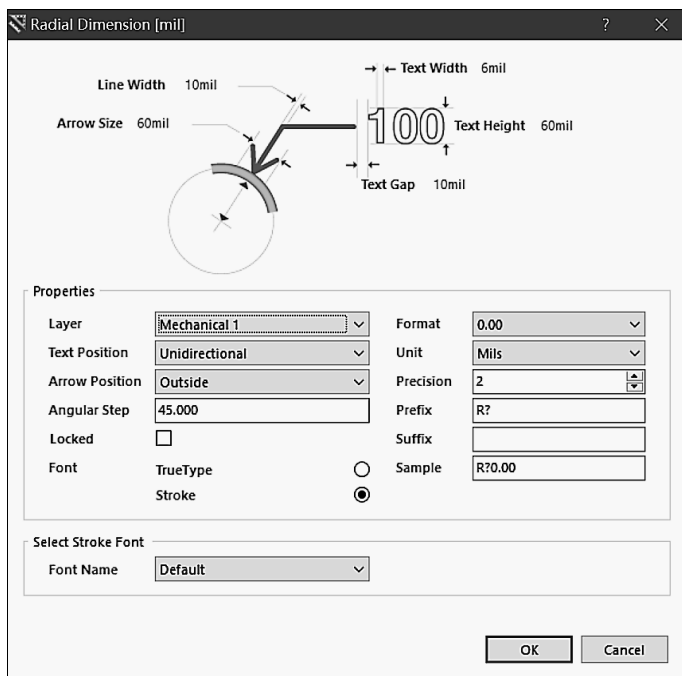 Radial Dimension [mil] ? ×
Text Width 6mil
Line Width 10mil
Arrow Size 60mil
100 Text Height 60mil
Text Gap 10mil
Properties
Layer Mechanical 1 Format 0.00
Text Position Unidirectional Unit Mils
Arrow Position Outside Precision 2
Angular Step 45.000 Prefix R?
Locked Suffix
Font TrueType Sample R?0.00
Stroke
Select Stroke Font
Font Name Default
OK Cancel